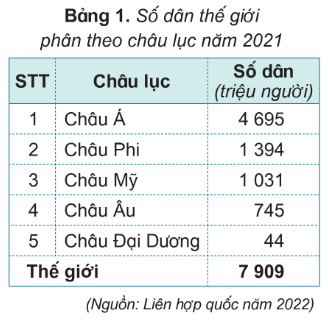 Bảng 1. Số dân thế giới
phân theo châu lục năm 2021
STT Châu lục Số dân (triệu người)
1 Châu Á 4 695
2 Châu Phi 1 394
3 Châu Mỹ 1 031
4 Châu Âu 745
5 Châu Đại Dương 44
Thế giới 7 909
(Nguồn: Liên hợp quốc năm 2022)